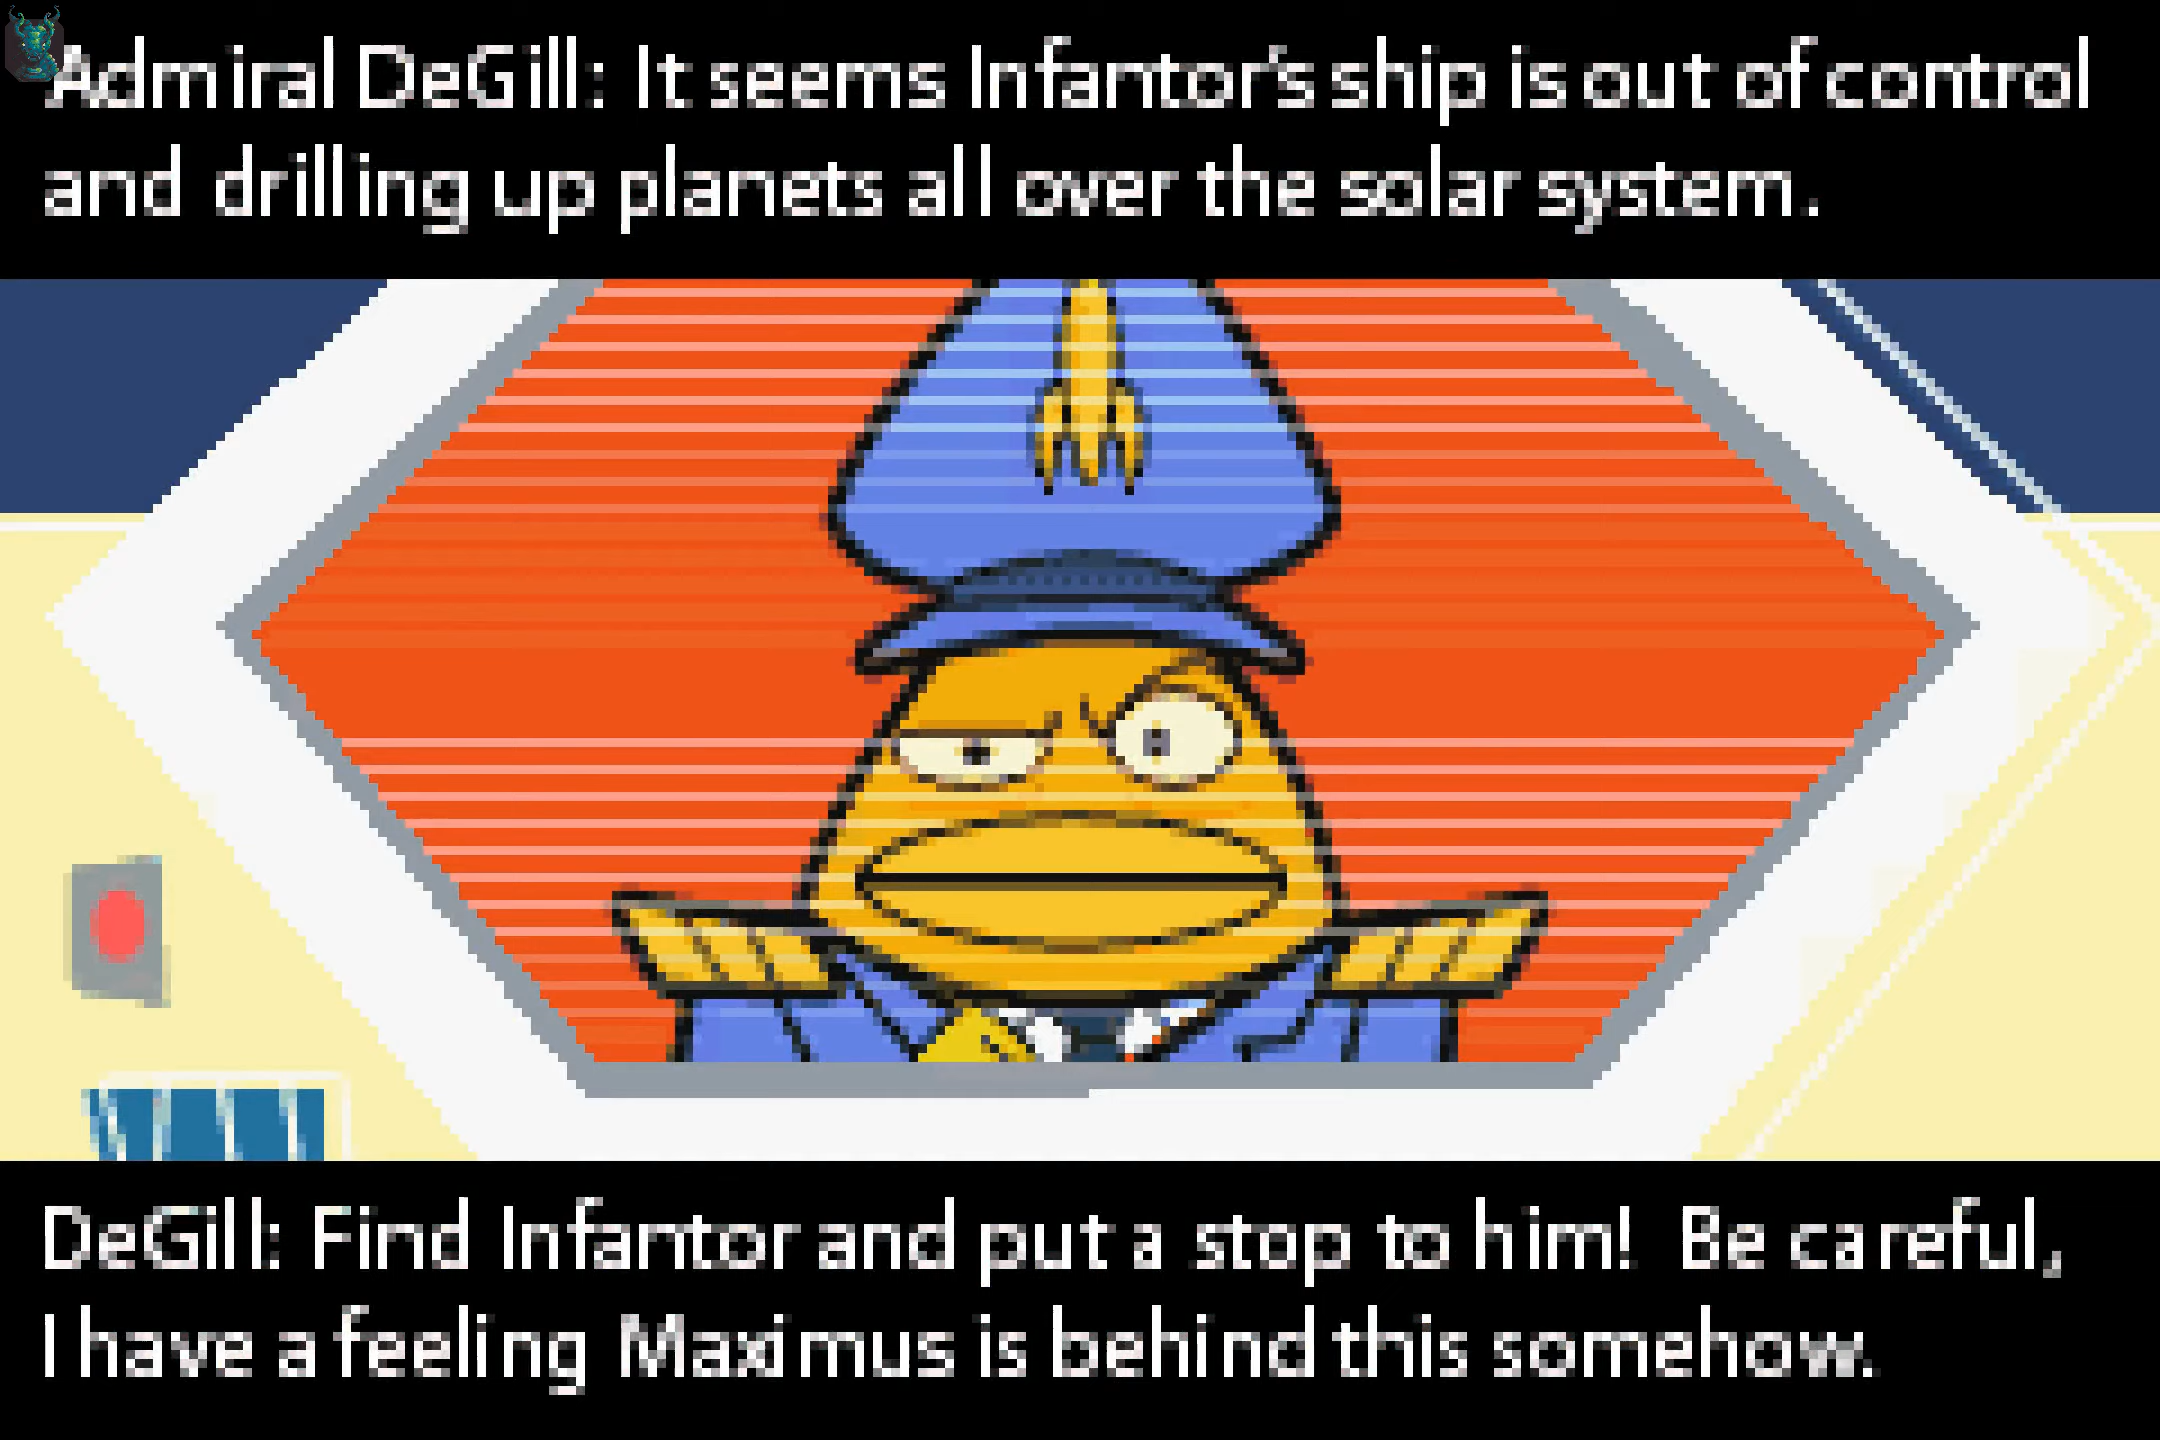 Admiral DeGill: It seems Infantor's ship is out of control
and drilling up planets all over the solar system.
DeGill: Find Infantor and put a stop to him!  Be careful,
I have a feeling Maximus is behind this somehow.